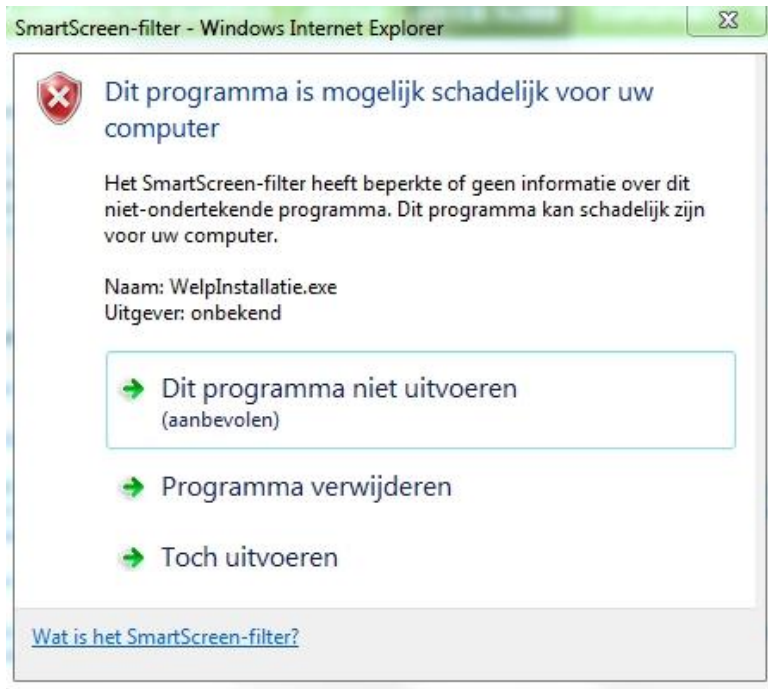 SmartScreen-filter - Windows Internet Explorer
Dit programma is mogelijk schadelijk voor uw
computer
Het SmartScreen-filter heeft beperkte of geen informatie over dit
niet-ondertekende programma. Dit programma kan schadelijk zijn
voor uw computer.
Naam: WelpInstallatie.exe
Uitgever: onbekend
Dit programma niet uitvoeren
(aanbevolen)
Programma verwijderen
Toch uitvoeren
Wat is het SmartScreen-filter?